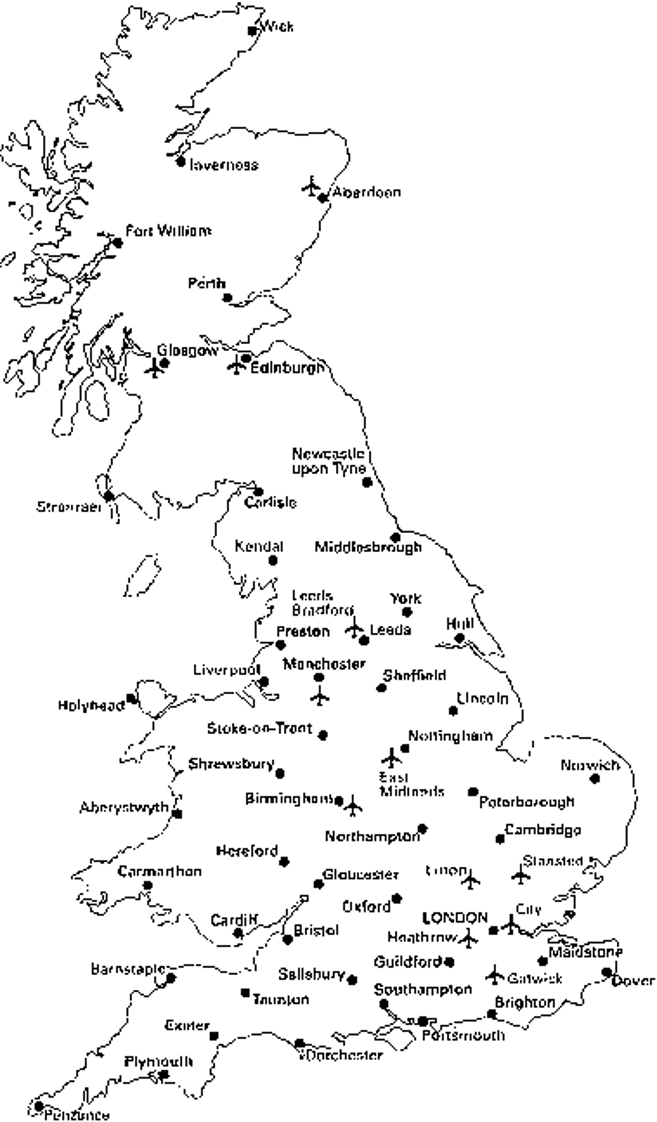 Wick
Inverness
Aberdeen
Fort William
Perth
Glasgow
Edinburgh
Newcastle
upon Tyne
Stranraer
Carlisle
Kendal
Middlesbrough
Leeds
Bradford
York
Leeds
Hull
Preston
Manchester
Liverpool
Sheffield
Holyhead
Lincoln
Stoke-on-Trent
Nottingham
Shrewsbury
East
Midlands
Norwich
Birmingham
Peterborough
Aberystwyth
Northampton
Cambridge
Hereford
Stansted
Carmarthen
Gloucester
Luton
Oxford
Cardiff
LONDON
City
Bristol
Heathrow
Maidstone
Guildford
Barnstaple
Salisbury
Gatwick
Dover
Taunton
Southampton
Brighton
Exeter
Portsmouth
Dorchester
Plymouth
Penzance